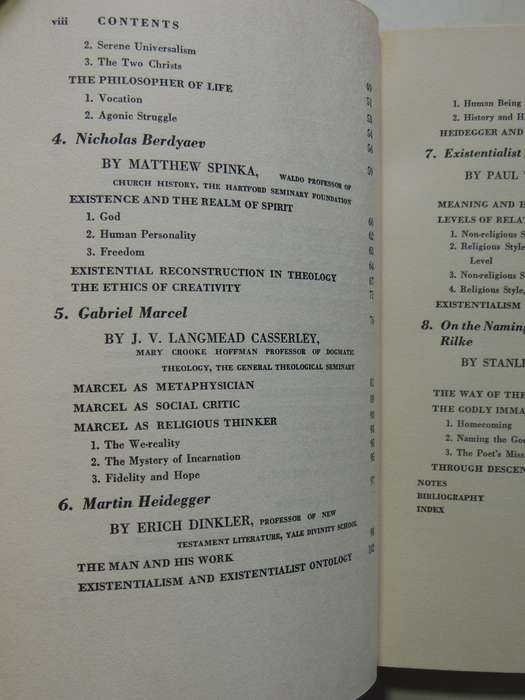 viii CONTENTS
2. Serene Universalism
3. The Two Christs
THE PHILOSOPHER OF LIFE
1. Vocation
2. Agonic Struggle
4. Nicholas Berdyaev
BY MATTHEW SPINKA, WALDO PROFESSOR OF
CHURCH HISTORY, THE HARTFORD SEMINARY FOUNDATION
EXISTENCE AND THE REALM OF SPIRIT
1. God
2. Human Personality
3. Freedom
EXISTENTIAL RECONSTRUCTION IN THEOLOGY
THE ETHICS OF CREATIVITY
5. Gabriel Marcel
BY J. V. LANGMEAD CASSERLEY,
MARY CROOKE HOFFMAN PROFESSOR OF DOGMATIC
THEOLOGY, THE GENERAL THEOLOGICAL SEMINARY
MARCEL AS METAPHYSICIAN
MARCEL AS SOCIAL CRITIC
MARCEL AS RELIGIOUS THINKER
1. The We-reality
2. The Mystery of Incarnation
3. Fidelity and Hope 97
6. Martin Heidegger
BY ERICH DINKLER, PROFESSOR OF NEW
TESTAMENT LITERATURE, YALE DIVINITY SCHOOL
THE MAN AND HIS WORK
EXISTENTIALISM AND EXISTENTIALIST ONTOLOGY 102
1. Human Being
2. History and H
HEIDEGGER AND
7. Existentialist
BY PAUL
MEANING AND
LEVELS OF RELAT
1. Non-religious S
2. Religious Style
Level
3. Non-religious S
4. Religious Style,
EXISTENTIALISM
8. On the Naming
Rilke
BY STANLE
THE WAY OF THE
THE GODLY IMMA
1. Homecoming
2. Naming the Go
3. The Poet's Miss
THROUGH DESCEN
NOTES
BIBLIOGRAPHY
INDEX